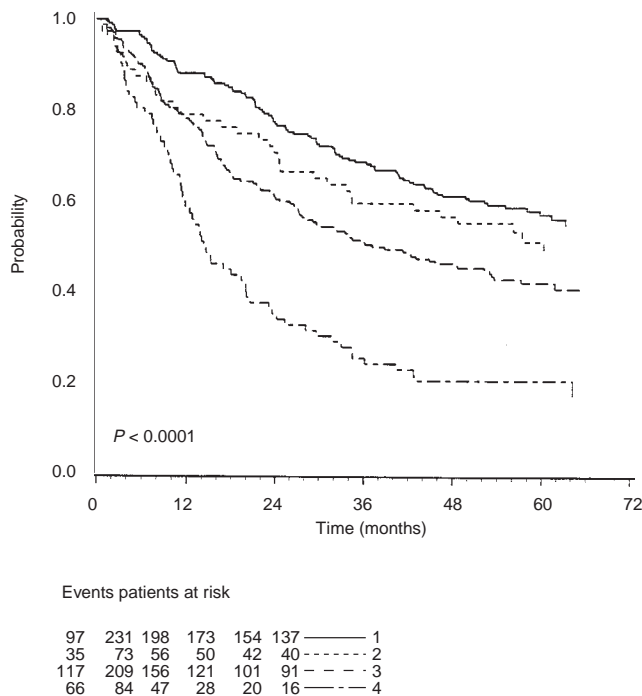 1.0
0.8
0.6
0.4
0.2
0.0
Probability
P < 0.0001
0 12 24 36 48 60 72
Time (months)
Events patients at risk
97 231 198 173 154 137 1
35 73 56 50 42 40 2
117 209 156 121 101 91 3
66 84 47 28 20 16 4